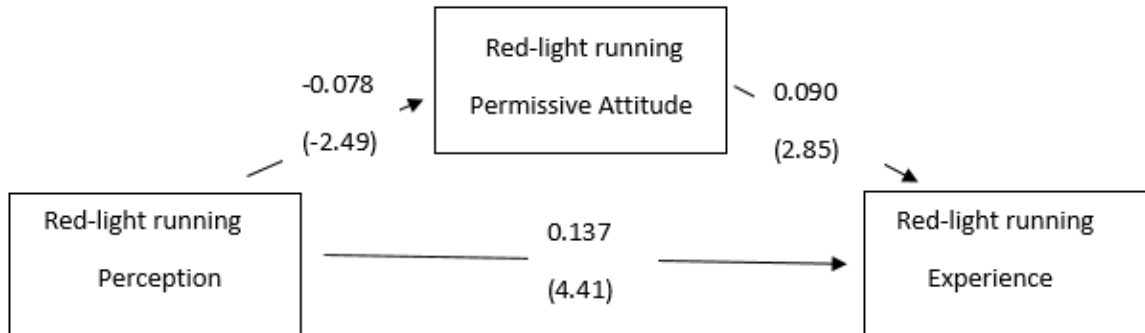 Red-light running
Permissive Attitude
-0.078
(-2.49)
0.090
(2.85)
Red-light running
Perception
0.137
(4.41)
Red-light running
Experience